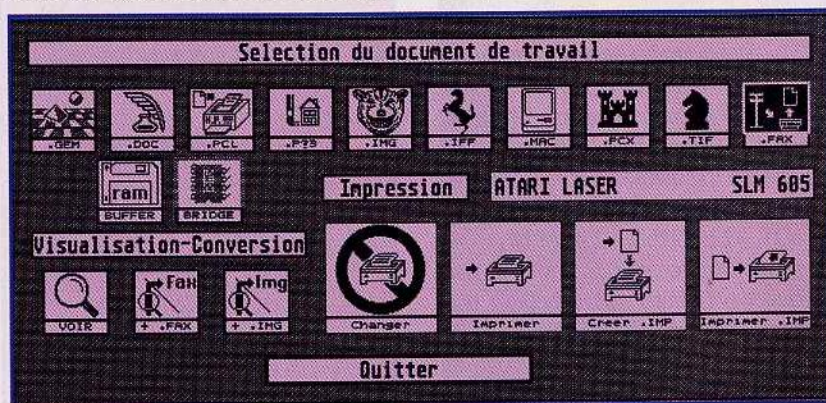 Selection du document de travail
.GEM .DOC .PCL .P?3 .IMG .IFF .MAC .PCX .TIF .FAX
ram
BUFFER BRIDGE
Impression ATARI LASER SLM 605
Visualisation-Conversion
Fax Img
VOIR + .FAX + .IMG
Changer Imprimer Creer .IMP Imprimer .IMP
Quitter